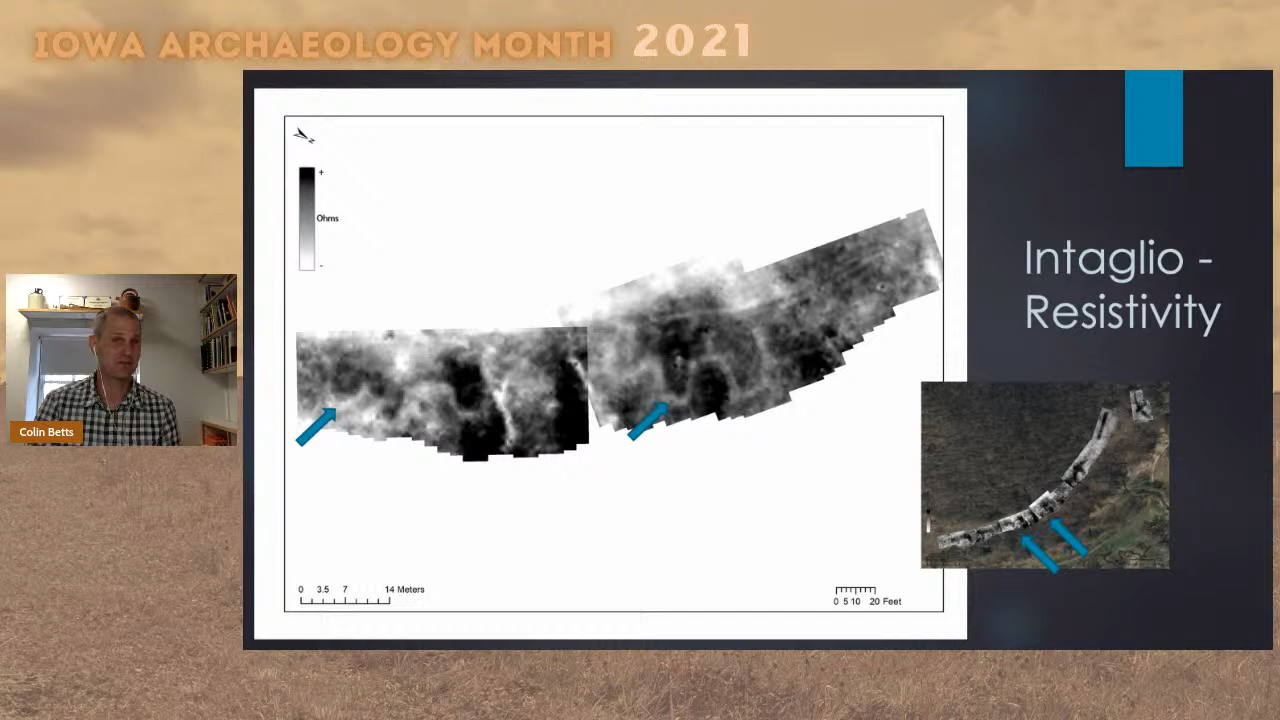 IOWA ARCHAEOLOGY MONTH 2021
N
+
Ohms
-
Intaglio -
Resistivity
Colin Betts
0 3.5 7 14 Meters
0 5 10 20 Feet